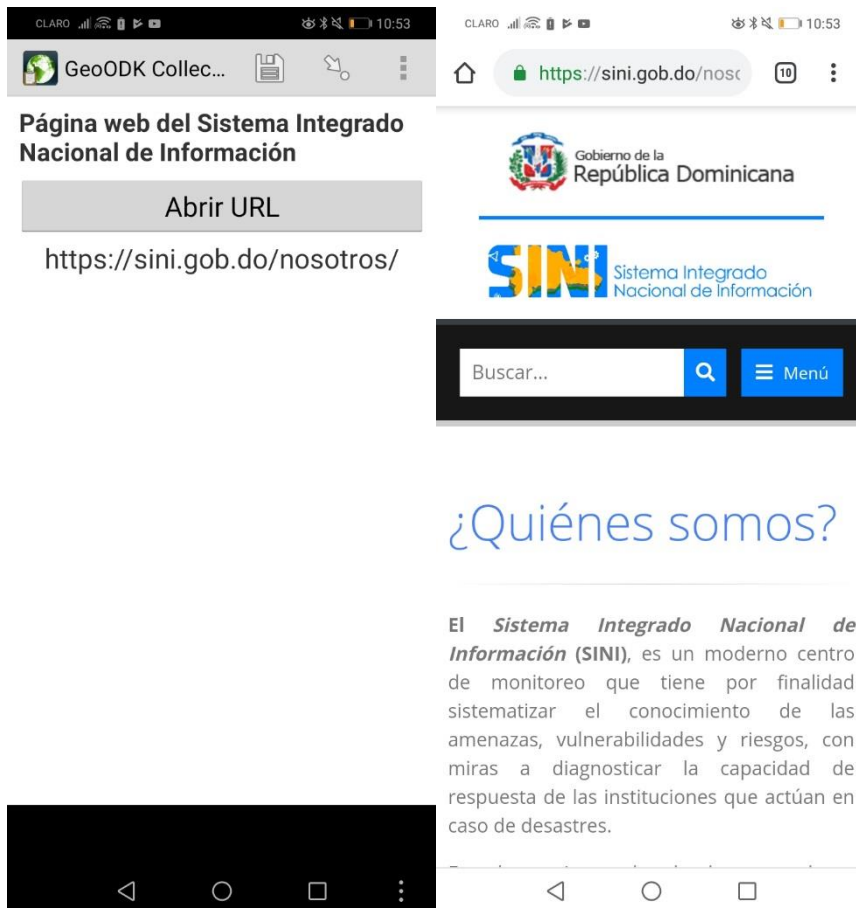 CLARO 10:53
GeoODK Collec...
Página web del Sistema Integrado
Nacional de Información
Abrir URL
https://sini.gob.do/nosotros/
CLARO 10:53
https://sini.gob.do/nosc 10
Gobierno de la
República Dominicana
SINI Sistema Integrado
Nacional de Información
Buscar... Menú
¿Quiénes somos?
El Sistema Integrado Nacional de
Información (SINI), es un moderno centro
de monitoreo que tiene por finalidad
sistematizar el conocimiento de las
amenazas, vulnerabilidades y riesgos, con
miras a diagnosticar la capacidad de
respuesta de las instituciones que actúan en
caso de desastres.